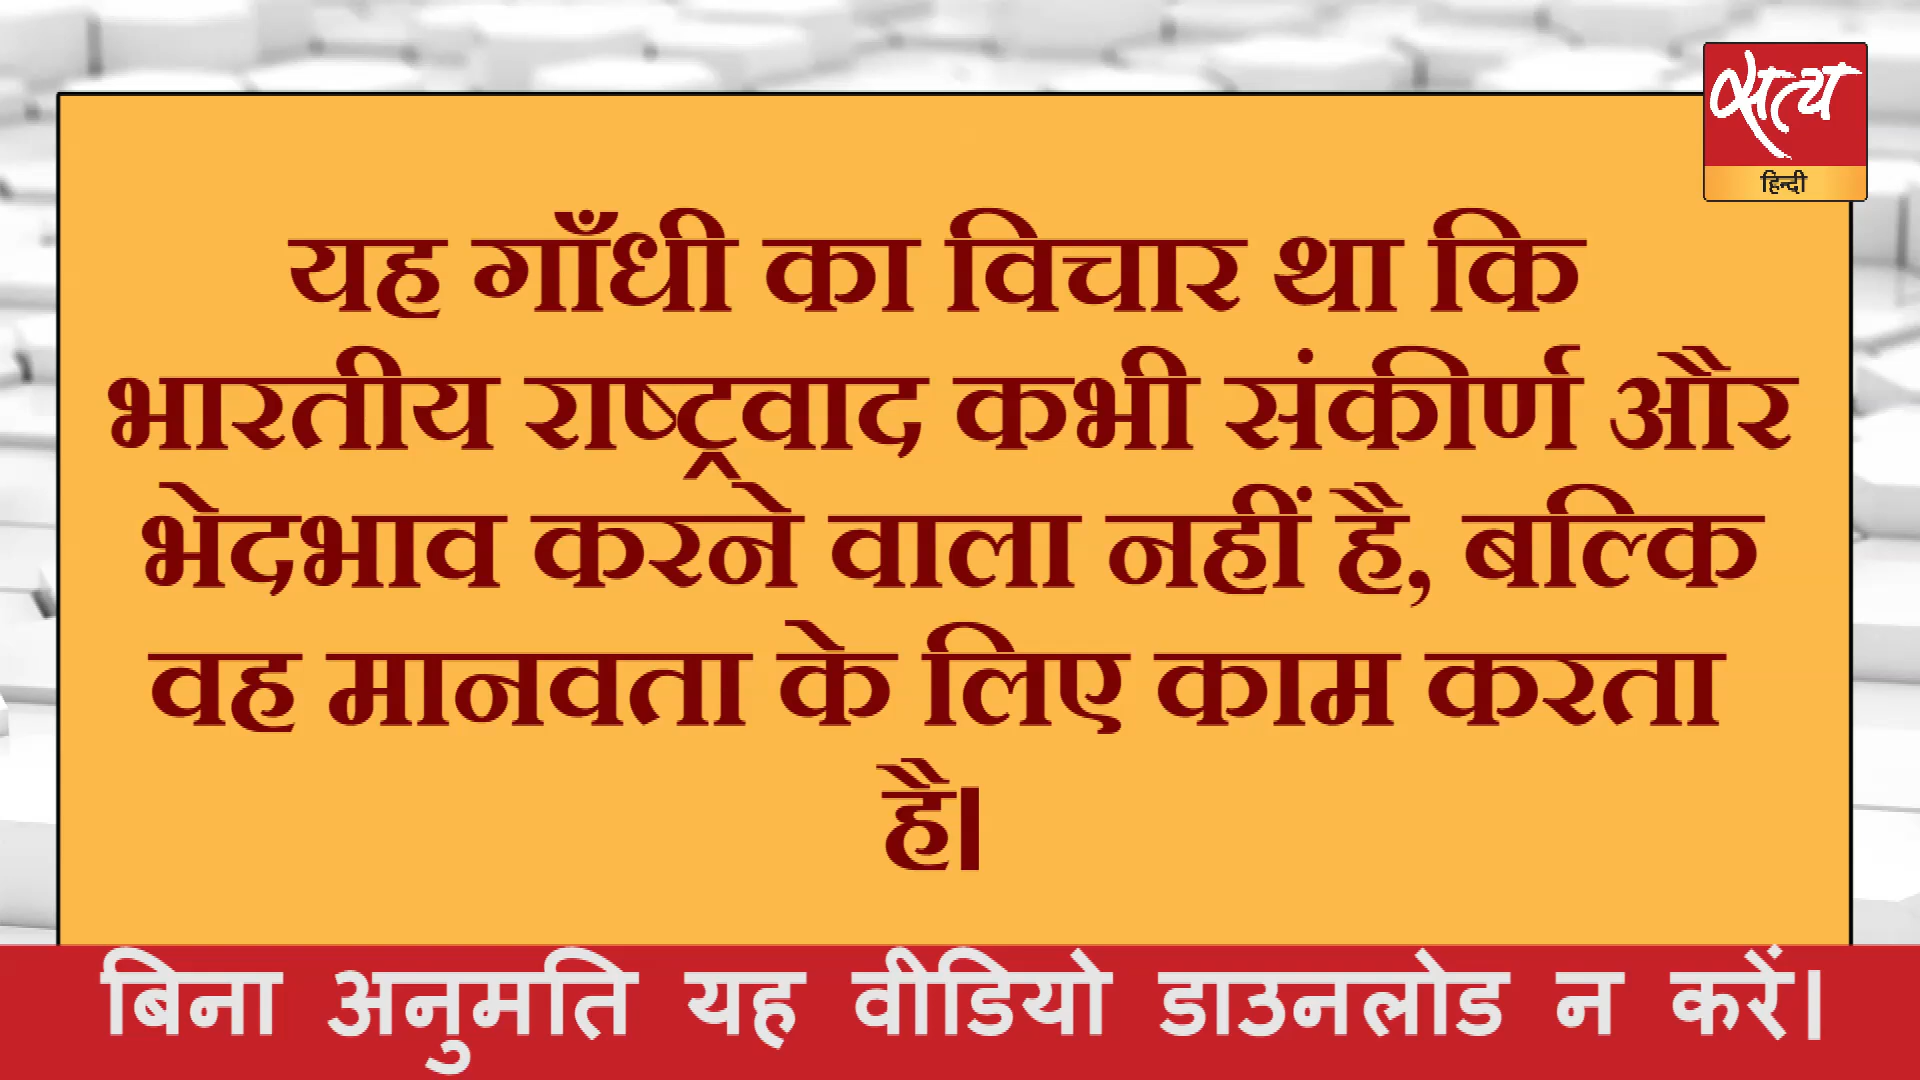 सत्य
हिन्दी
यह गाँधी का विचार था कि
भारतीय राष्ट्रवाद कभी संकीर्ण और
भेदभाव करने वाला नहीं है, बल्कि
वह मानवता के लिए काम करता
है।
बिना अनुमति यह वीडियो डाउनलोड न करें।